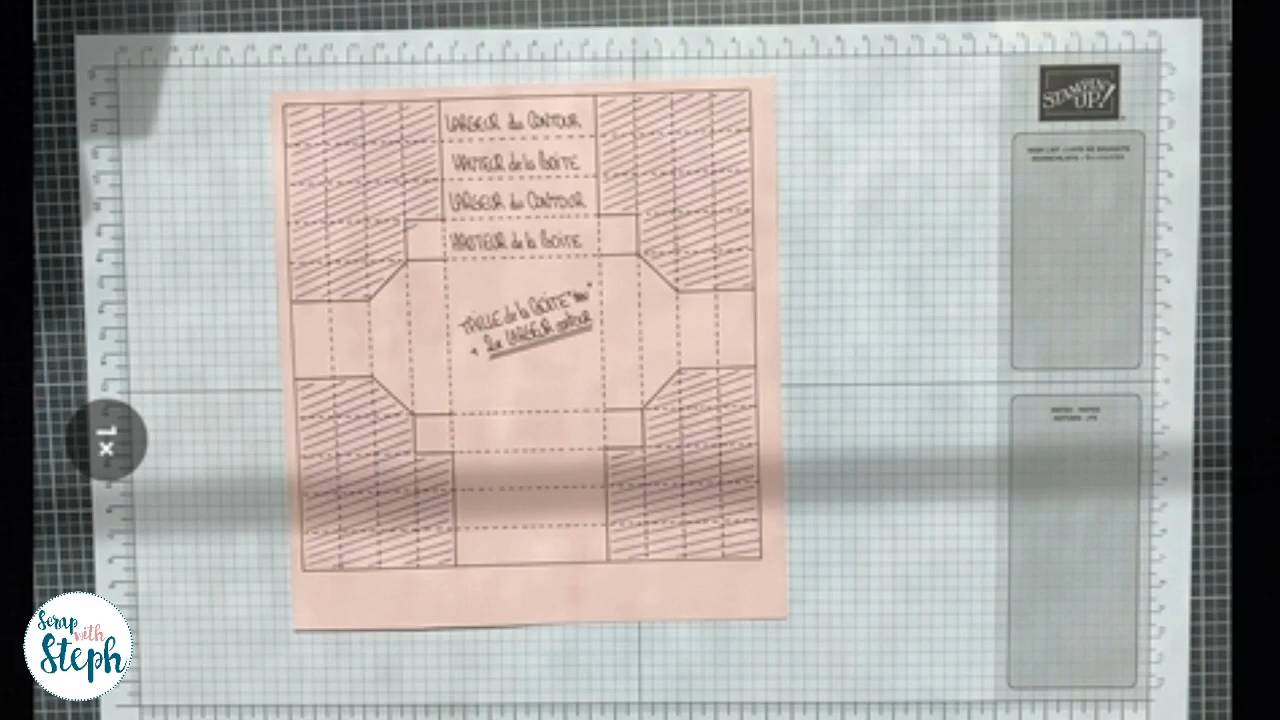 LARGEUR du CONTOUR
HAUTEUR de la BOITE
LARGEUR du CONTOUR
HAUTEUR de la BOITE
TAILLE de la BOITE
+ 2x LARGEUR contour
STAMPIN'
UP!
1x
Scrap
with
Steph